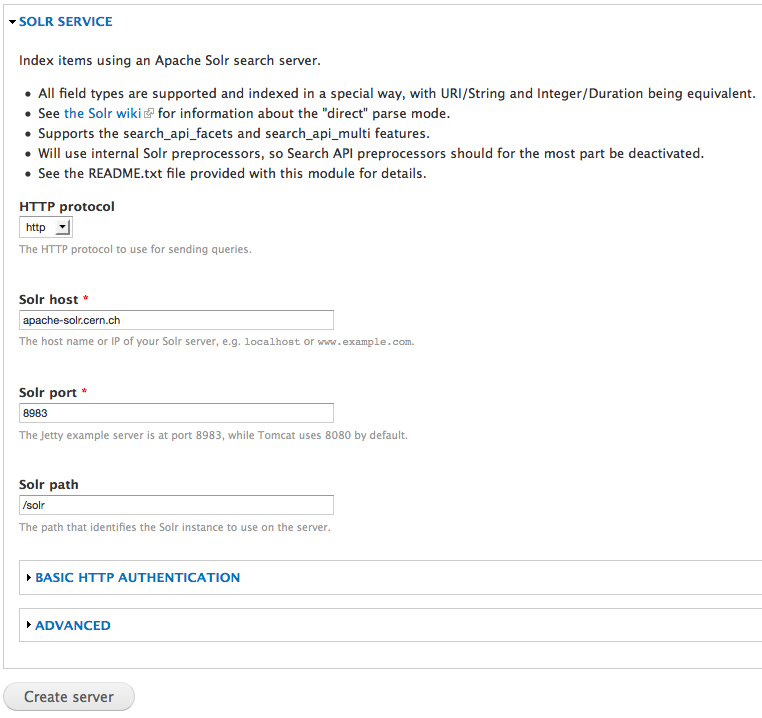 SOLR SERVICE
Index items using an Apache Solr search server.
All field types are supported and indexed in a special way, with URI/String and Integer/Duration being equivalent.
See the Solr wiki for information about the "direct" parse mode.
Supports the search_api_facets and search_api_multi features.
Will use internal Solr preprocessors, so Search API preprocessors should for the most part be deactivated.
See the README.txt file provided with this module for details.
HTTP protocol
http
The HTTP protocol to use for sending queries.
Solr host *
apache-solr.cern.ch
The host name or IP of your Solr server, e.g. localhost or www.example.com.
Solr port *
8983
The Jetty example server is at port 8983, while Tomcat uses 8080 by default.
Solr path
/solr
The path that identifies the Solr instance to use on the server.
BASIC HTTP AUTHENTICATION
ADVANCED
Create server